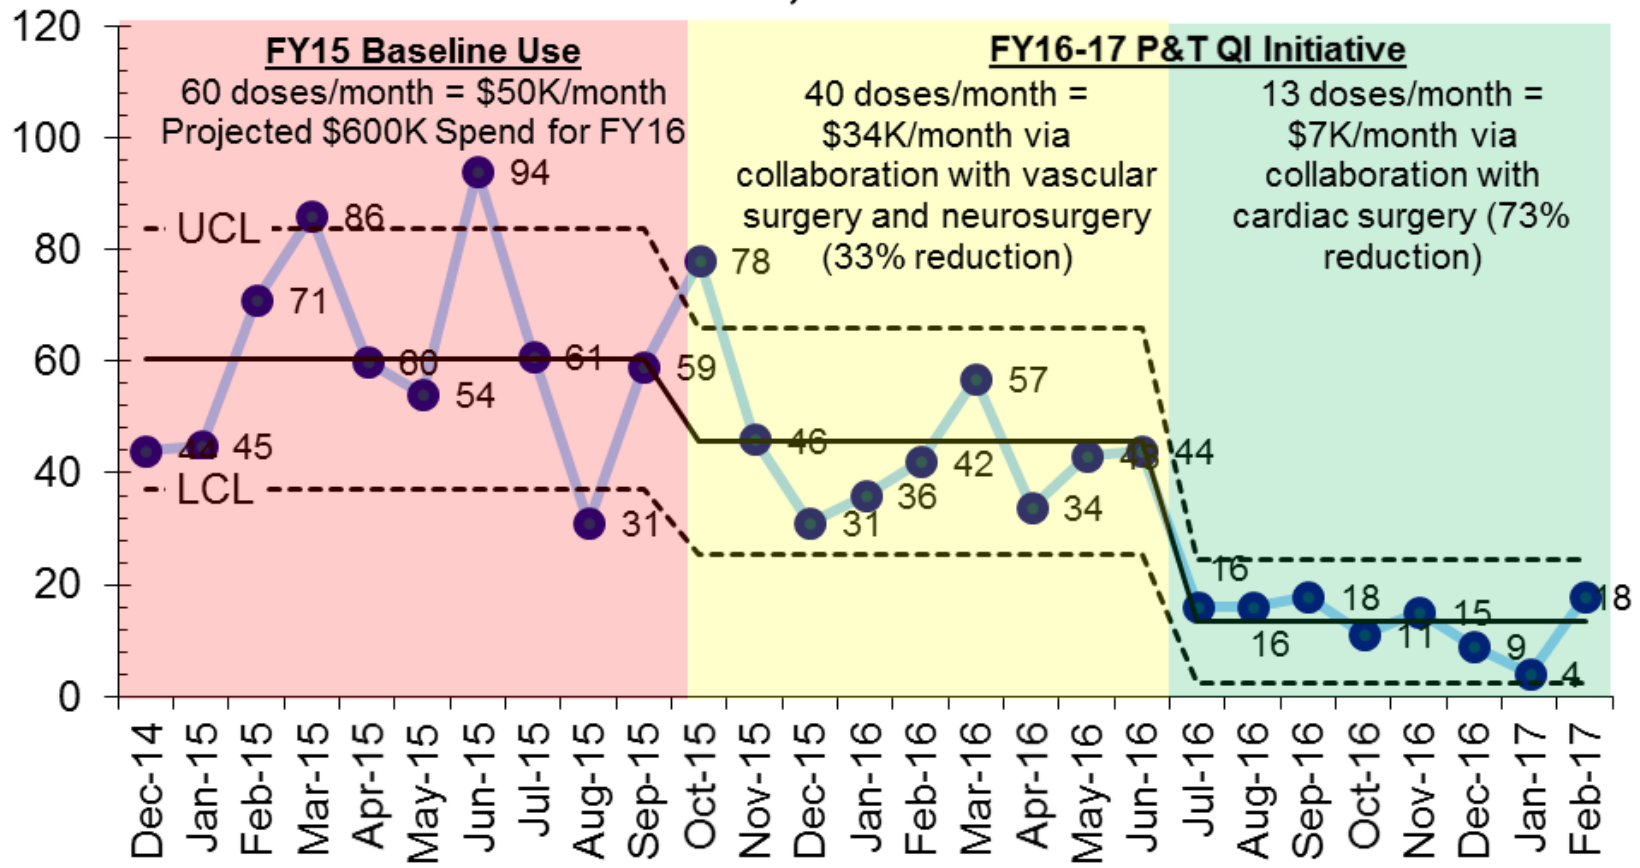 120
100
80
60
40
20
0
FY15 Baseline Use
60 doses/month = $50K/month
Projected $600K Spend for FY16
FY16-17 P&T QI Initiative
40 doses/month =
$34K/month via
collaboration with vascular
surgery and neurosurgery
(33% reduction)
13 doses/month =
$7K/month via
collaboration with
cardiac surgery (73%
reduction)
UCL
LCL
44
45
71
86
60
54
94
61
31
59
78
46
31
36
42
57
34
43
44
16
16
18
11
15
9
4
18
Dec-14
Jan-15
Feb-15
Mar-15
Apr-15
May-15
Jun-15
Jul-15
Aug-15
Sep-15
Oct-15
Nov-15
Dec-15
Jan-16
Feb-16
Mar-16
Apr-16
May-16
Jun-16
Jul-16
Aug-16
Sep-16
Oct-16
Nov-16
Dec-16
Jan-17
Feb-17